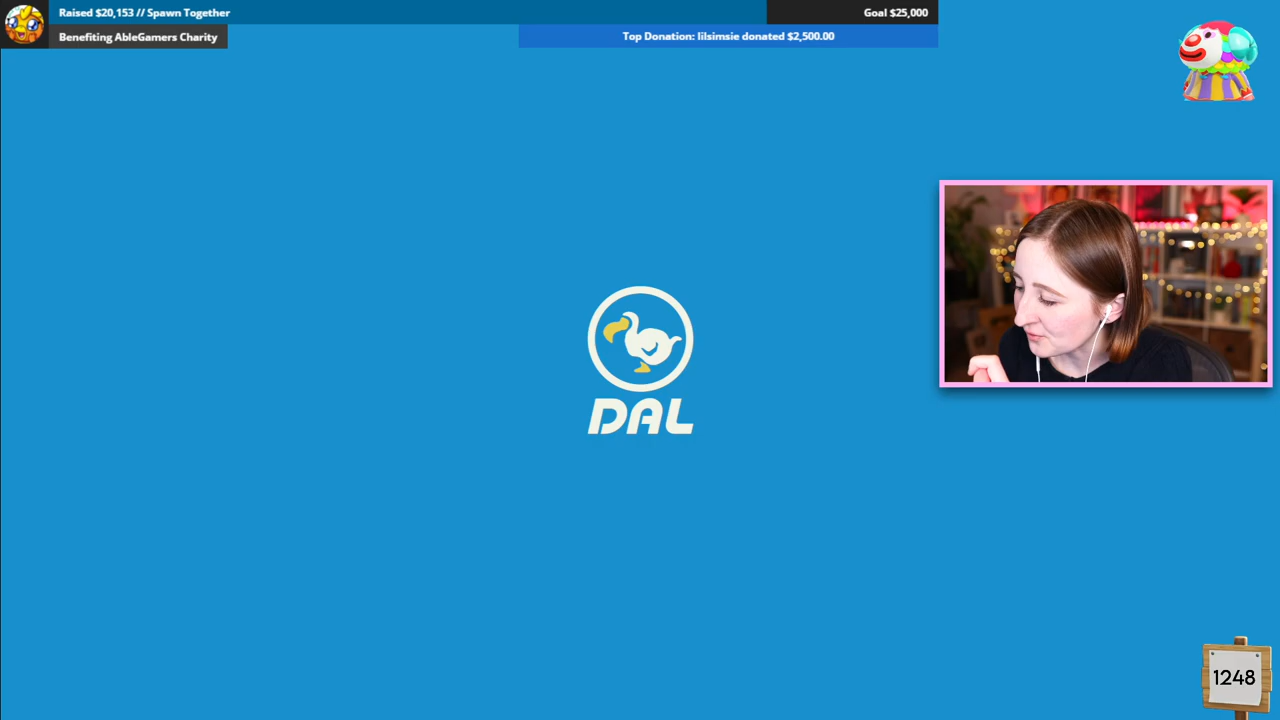 Raised $20,153 // Spawn Together
Goal $25,000
Benefiting AbleGamers Charity
Top Donation: lilsimsie donated $2,500.00
DAL
1248